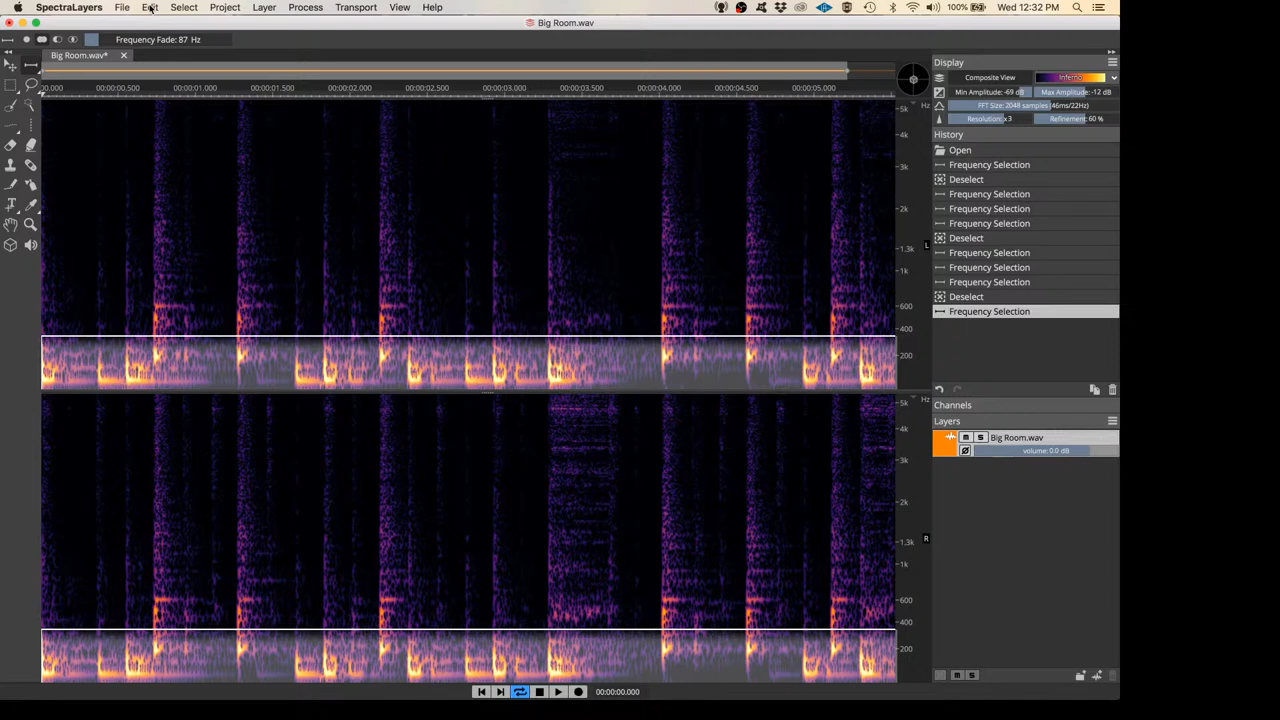 SpectraLayers File Edit Select Project Layer Process Transport View Help 100% Wed 12:32 PM
Big Room.wav
Frequency Fade: 87 Hz
Big Room.wav*
Display
Composite View Inferno
Min Amplitude: -69 dB Max Amplitude: -12 dB
FFT Size: 2048 samples (46ms/22Hz)
Resolution: x3 Refinement: 60 %
00.000 00:00:00.500 00:00:01.000 00:00:01.500 00:00:02.000 00:00:02.500 00:00:03.000 00:00:03.500 00:00:04.000 00:00:04.500 00:00:05.000 Hz
5k
4k
3k
2k
1.3k
1k
600
400
200
L
History
Open
Frequency Selection
Deselect
Frequency Selection
Frequency Selection
Frequency Selection
Deselect
Frequency Selection
Frequency Selection
Frequency Selection
Deselect
Frequency Selection
Channels
Layers
m s Big Room.wav
volume: 0.0 dB
Hz
5k
4k
3k
2k
1.3k
1k
600
400
200
R
m s
00:00:00.000